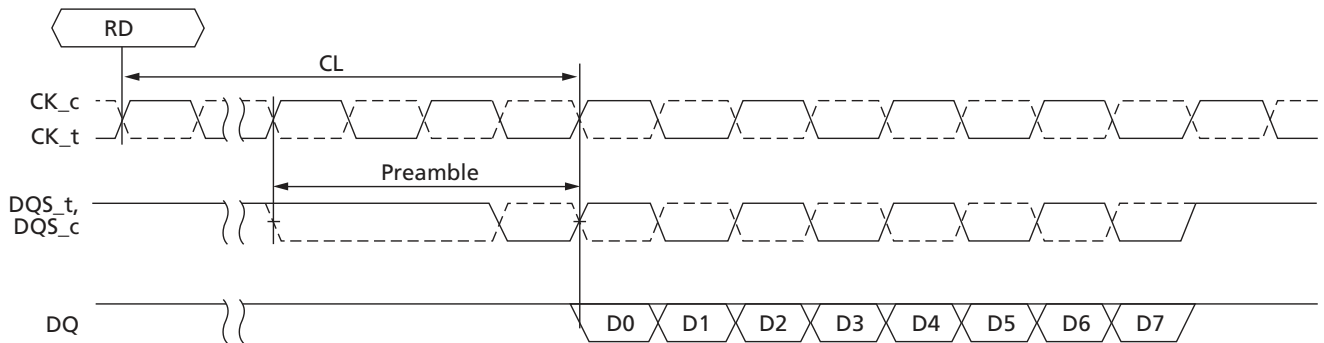 RD
CL
CK_c
CK_t
Preamble
DQS_t,
DQS_c
DQ
D0 D1 D2 D3 D4 D5 D6 D7